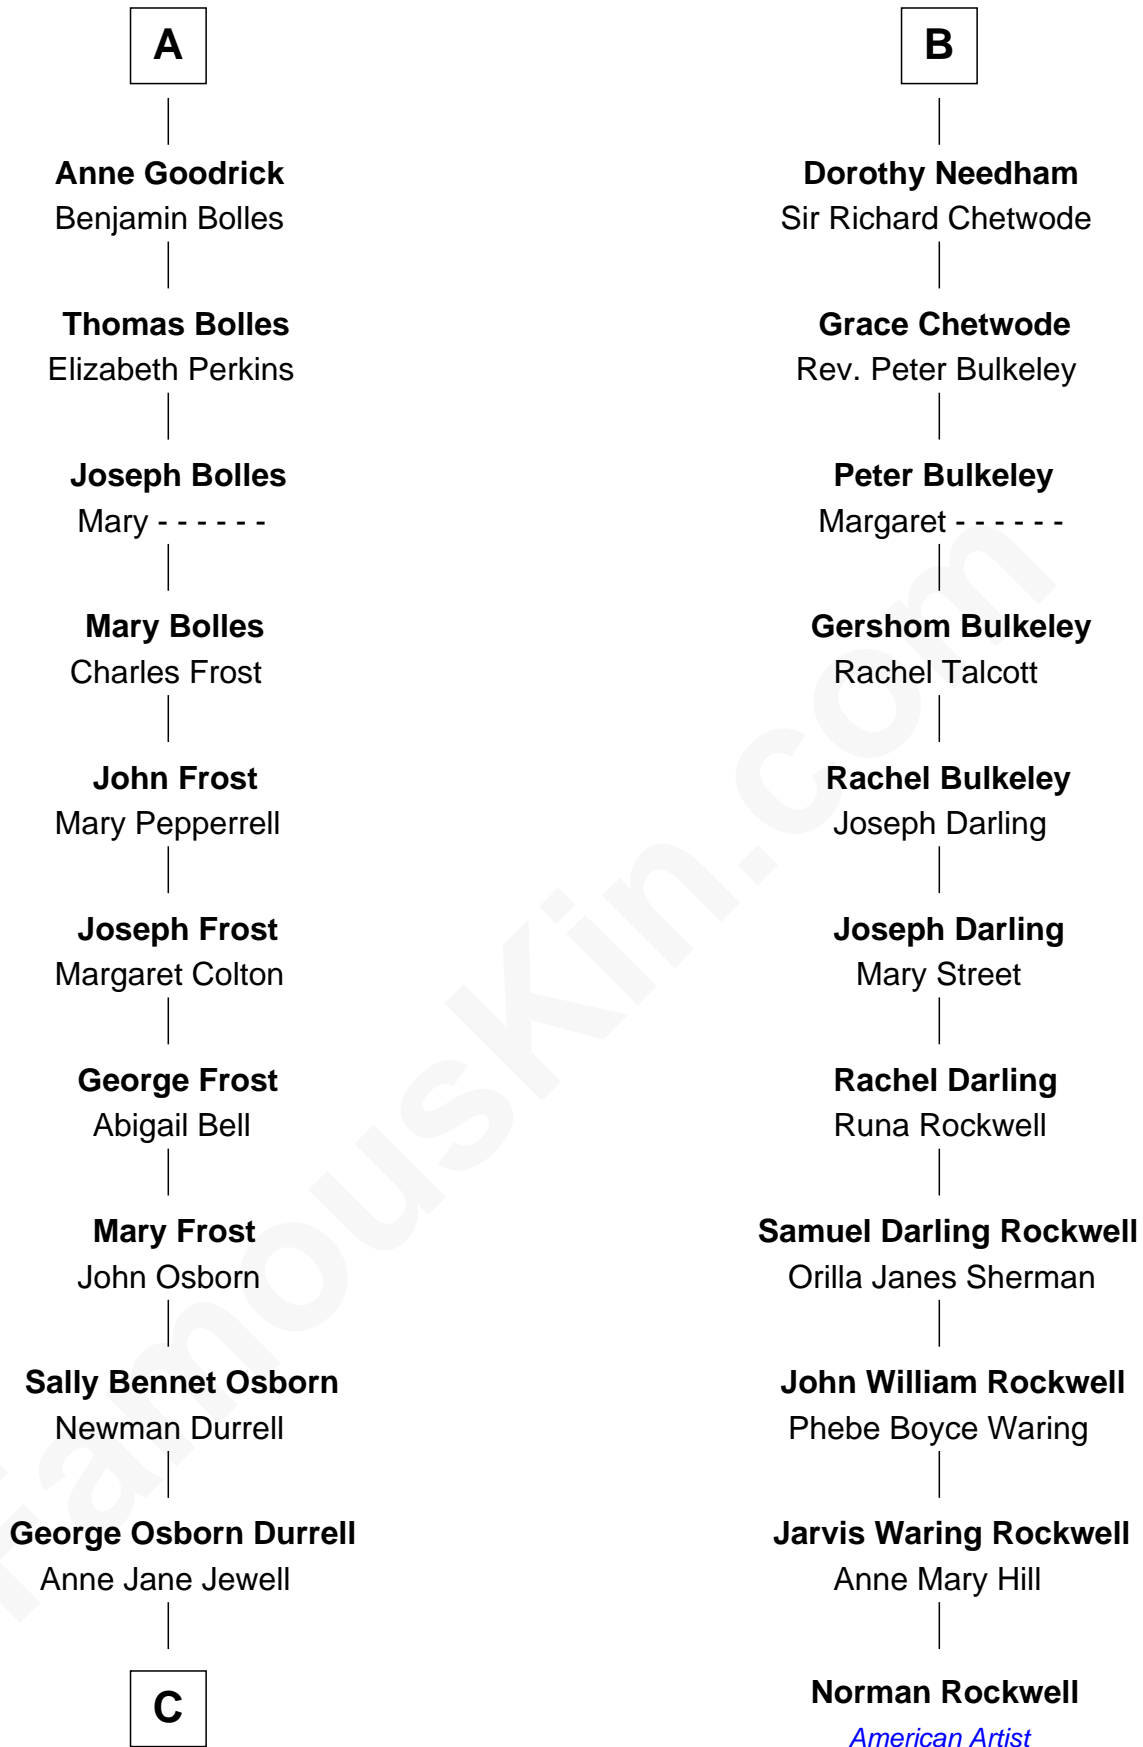 A
Anne Goodrick
Benjamin Bolles
Thomas Bolles
Elizabeth Perkins
Joseph Bolles
Mary - - - - - -
Mary Bolles
Charles Frost
John Frost
Mary Pepperrell
Joseph Frost
Margaret Colton
George Frost
Abigail Bell
Mary Frost
John Osborn
Sally Bennet Osborn
Newman Durrell
George Osborn Durrell
Anne Jane Jewell
C
B
Dorothy Needham
Sir Richard Chetwode
Grace Chetwode
Rev. Peter Bulkeley
Peter Bulkeley
Margaret - - - - - -
Gershom Bulkeley
Rachel Talcott
Rachel Bulkeley
Joseph Darling
Joseph Darling
Mary Street
Rachel Darling
Runa Rockwell
Samuel Darling Rockwell
Orilla Janes Sherman
John William Rockwell
Phebe Boyce Waring
Jarvis Waring Rockwell
Anne Mary Hill
Norman Rockwell
American Artist
FamousKin.com